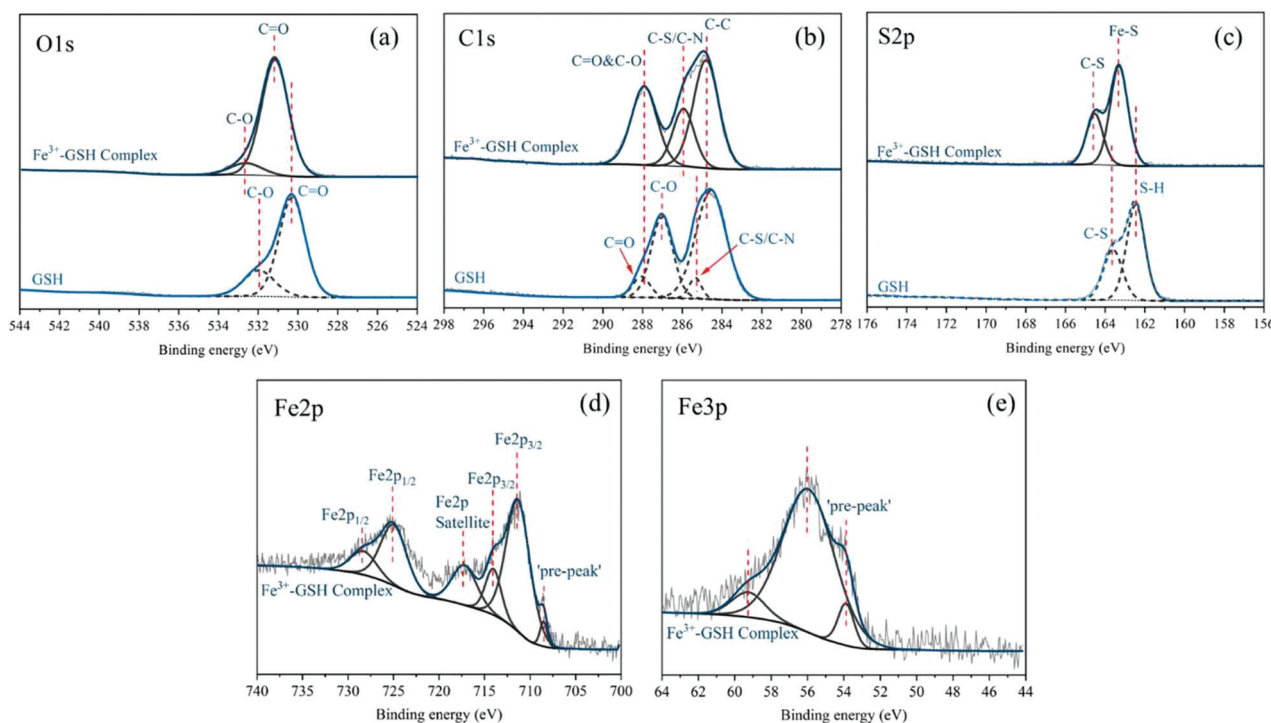 O1s
(a)
C=O
C-O
Fe³⁺-GSH Complex
C-O
C=O
GSH
544 542 540 538 536 534 532 530 528 526 524
Binding energy (eV)
C1s
(b)
C-C
C-S/C-N
C=O&C-O
Fe³⁺-GSH Complex
C-O
C=O
C-S/C-N
GSH
298 296 294 292 290 288 286 284 282 280 278
Binding energy (eV)
S2p
(c)
Fe-S
C-S
Fe³⁺-GSH Complex
S-H
C-S
GSH
176 174 172 170 168 166 164 162 160 158 156
Binding energy (eV)
Fe2p
(d)
Fe2p₃/₂
Fe2p₃/₂
Fe2p₁/₂
Fe2p
Satellite
Fe2p₁/₂
'pre-peak'
Fe³⁺-GSH Complex
740 735 730 725 720 715 710 705 700
Binding energy (eV)
Fe3p
(e)
'pre-peak'
Fe³⁺-GSH Complex
64 62 60 58 56 54 52 50 48 46 44
Binding energy (eV)